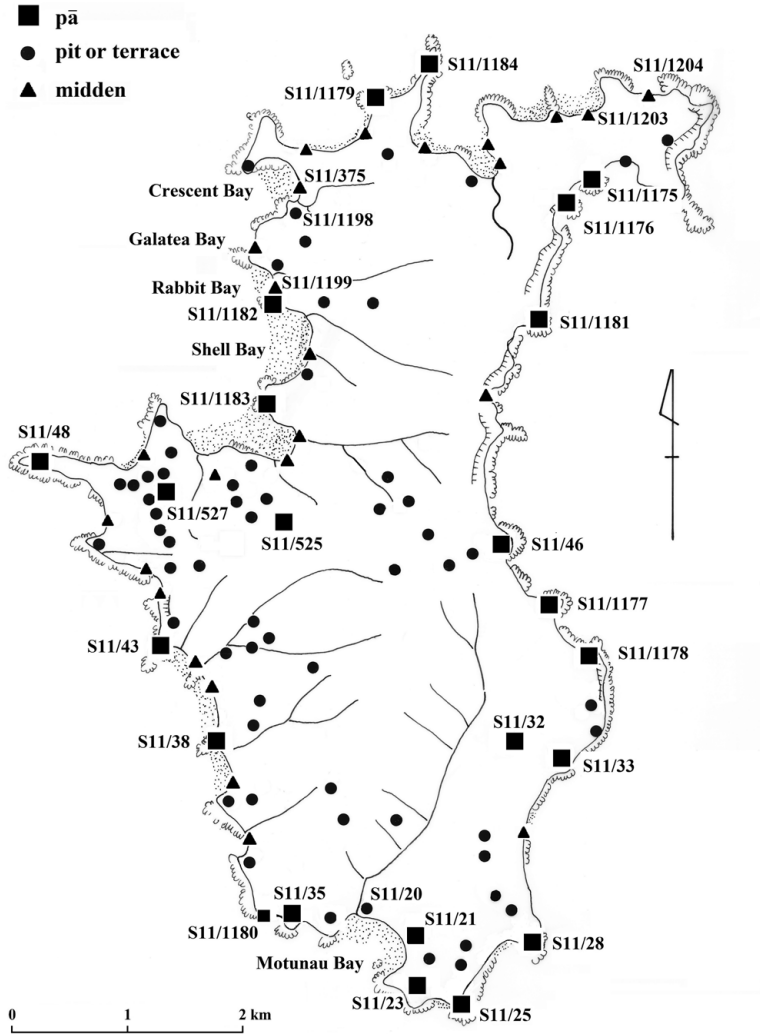 pā
pit or terrace
midden
S11/1184
S11/1204
S11/1179
S11/1203
S11/375
S11/1175
Crescent Bay
S11/1198
S11/1176
Galatea Bay
S11/1199
Rabbit Bay
S11/1182
S11/1181
Shell Bay
S11/1183
S11/48
S11/527
S11/525
S11/46
S11/1177
S11/43
S11/1178
S11/32
S11/38
S11/33
S11/35
S11/20
S11/21
S11/1180
S11/28
Motunau Bay
S11/23
S11/25
0 1 2 km